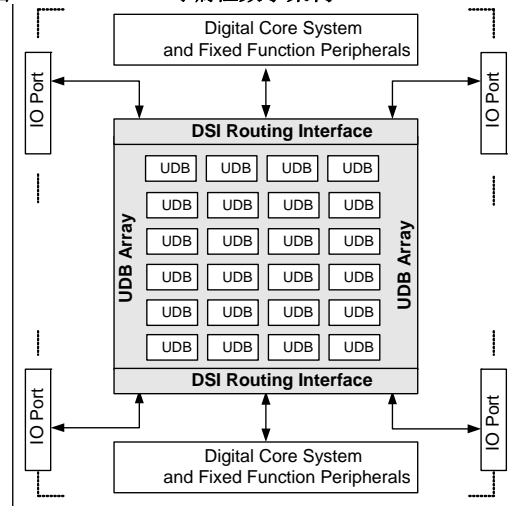 Digital Core System
and Fixed Function Peripherals
IO Port
IO Port
DSI Routing Interface
UDB UDB UDB UDB
UDB UDB UDB UDB
UDB UDB UDB UDB
UDB UDB UDB UDB
UDB UDB UDB UDB
UDB UDB UDB UDB
UDB Array
UDB Array
DSI Routing Interface
IO Port
IO Port
Digital Core System
and Fixed Function Peripherals